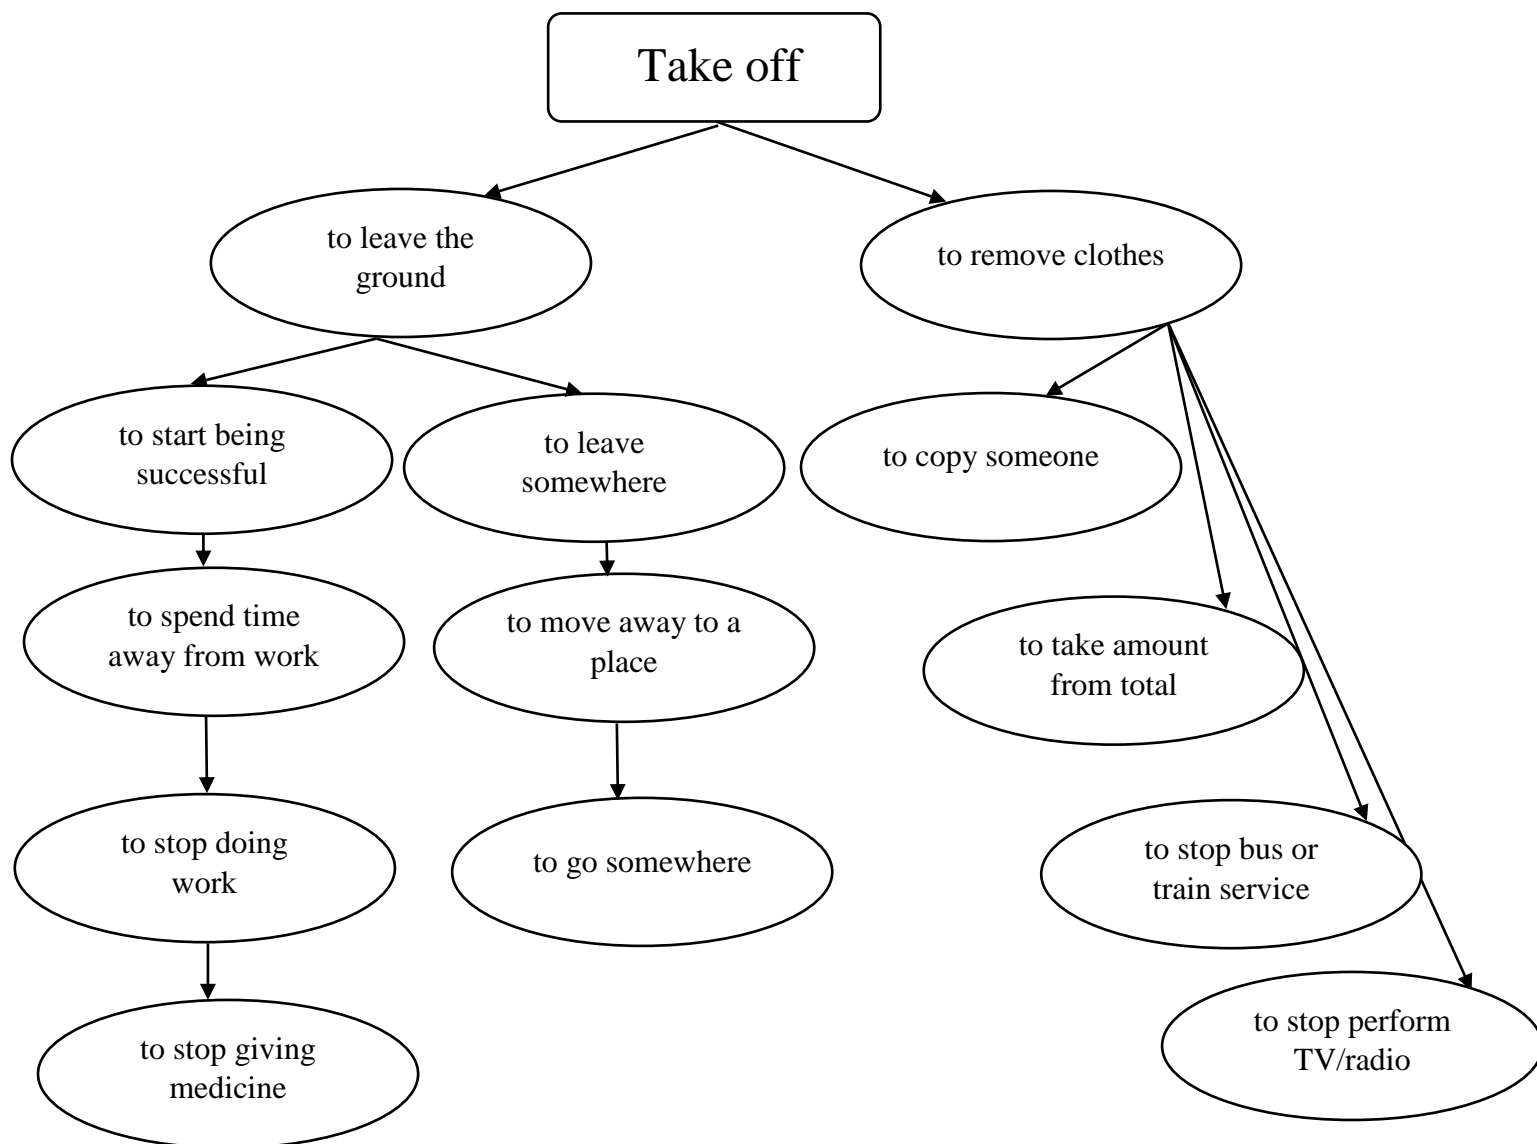 Take off
to leave the
ground
to remove clothes
to start being
successful
to leave
somewhere
to copy someone
to spend time
away from work
to move away to a
place
to take amount
from total
to stop doing
work
to go somewhere
to stop bus or
train service
to stop giving
medicine
to stop perform
TV/radio